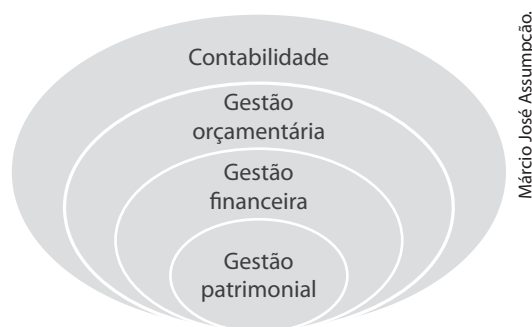 Contabilidade
Gestão
orçamentária
Gestão
financeira
Gestão
patrimonial
Márcio José Assumpção.